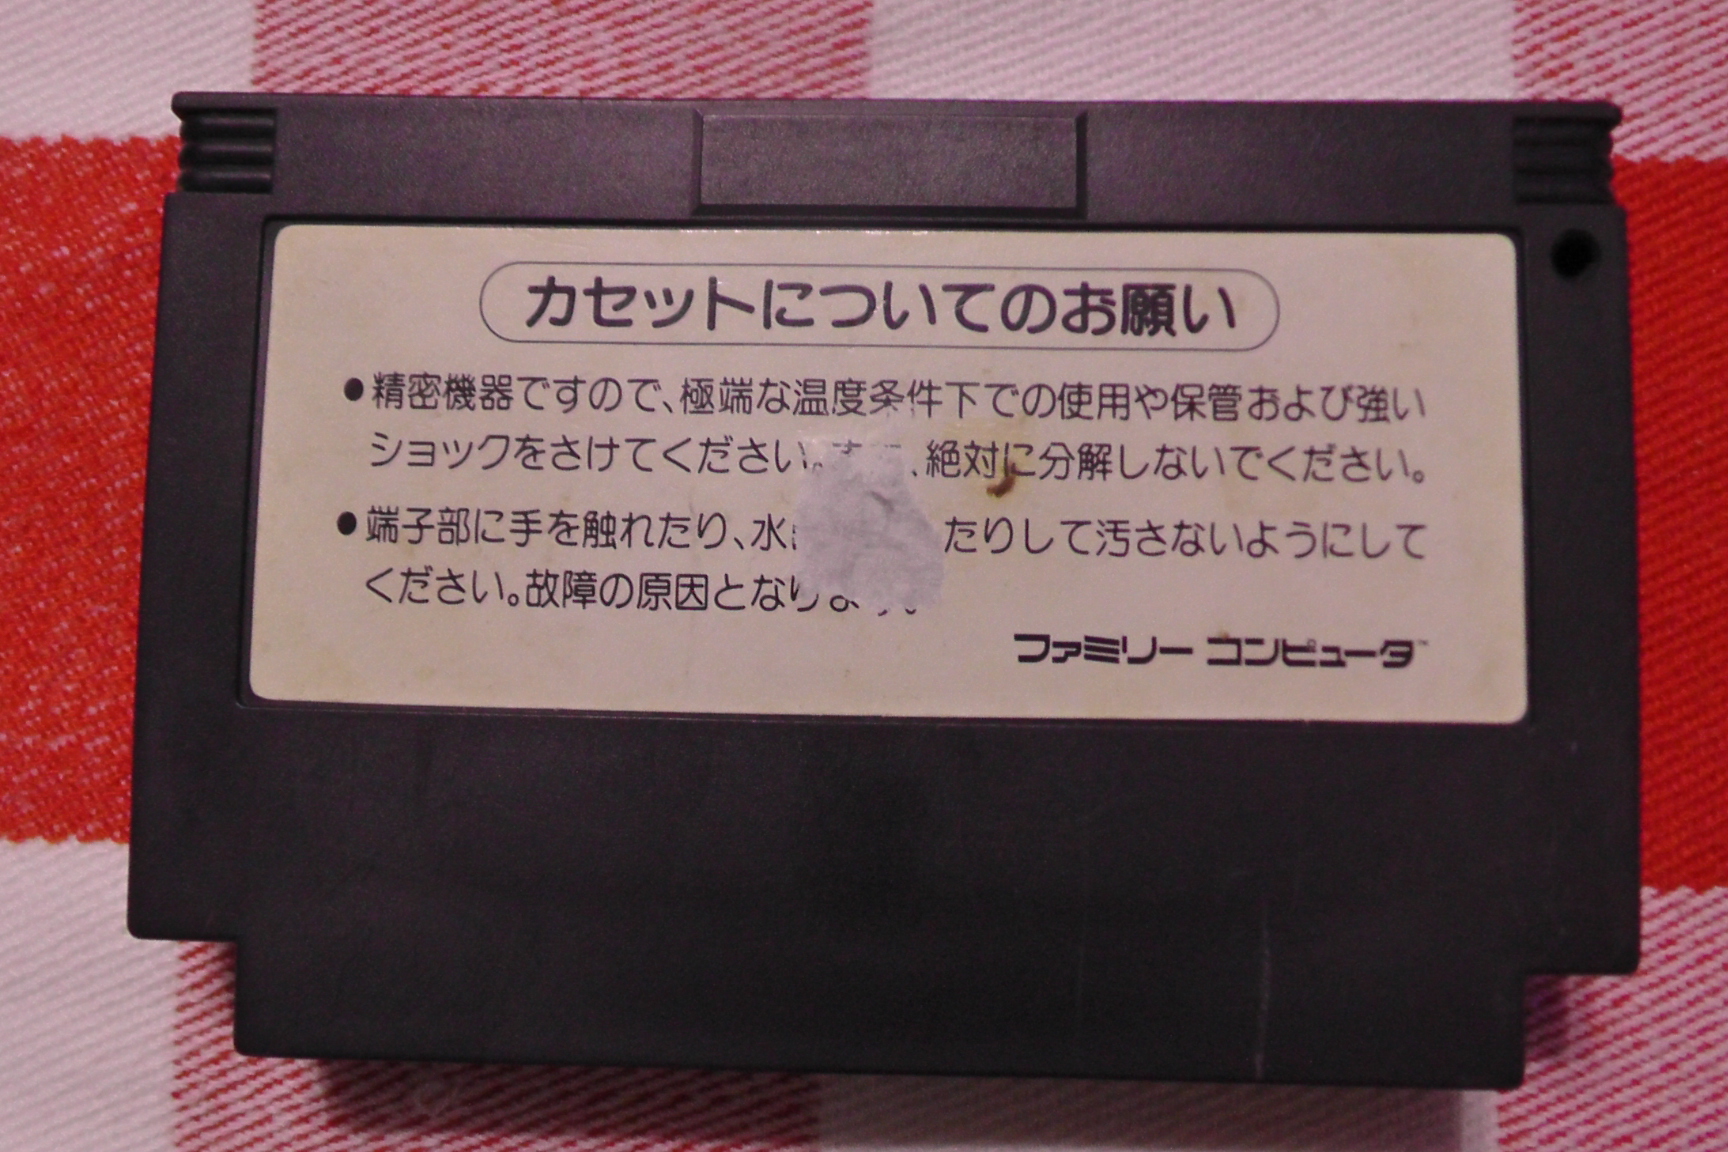 カセットについてのお願い
●精密機器ですので、極端な温度条件下での使用や保管および強い
ショックをさけてください。 、絶対に分解しないでください。
●端子部に手を触れたり、水 たりして汚さないようにして
ください。故障の原因となります。
ファミリー コンピュータ™